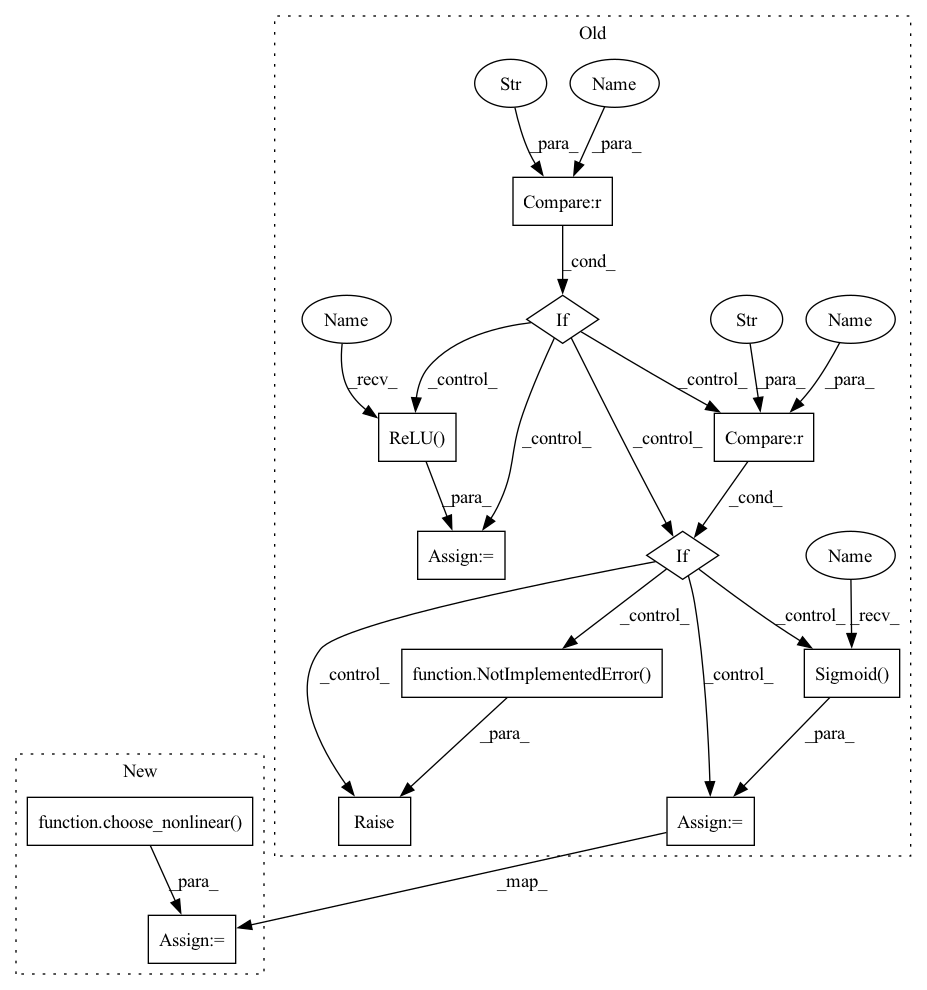 Old
Str
Name
_para_
_para_
Compare:r
_cond_
Name
If
Str
Name
_recv_
_control_
_control_
_para_
_para_
ReLU()
_control_
_control_
Compare:r
_para_
_cond_
Assign:=
If
Name
_control_
_control_
_recv_
_control_
_control_
function.NotImplementedError()
Sigmoid()
_para_
_para_
New
function.choose_nonlinear()
Raise
Assign:=
_para_
_map_
Assign:=